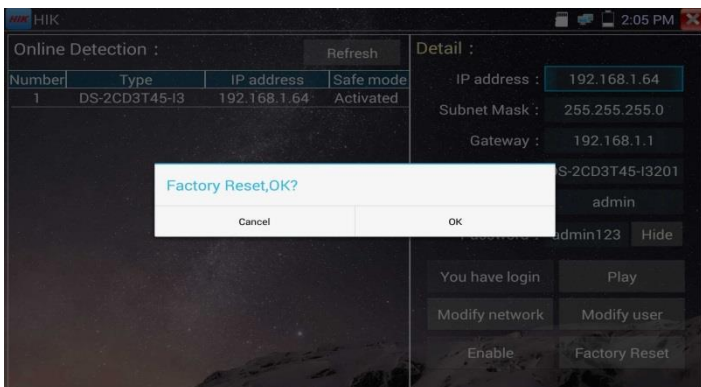 HIK HIK 2:05 PM
Online Detection : Refresh
Number Type IP address Safe mode
1 DS-2CD3T45-I3 192.168.1.64 Activated
Detail :
IP address : 192.168.1.64
Subnet Mask : 255.255.255.0
Gateway : 192.168.1.1
S-2CD3T45-I3201
admin
Password : admin123 Hide
You have login Play
Modify network Modify user
Enable Factory Reset
Factory Reset,OK?
Cancel OK